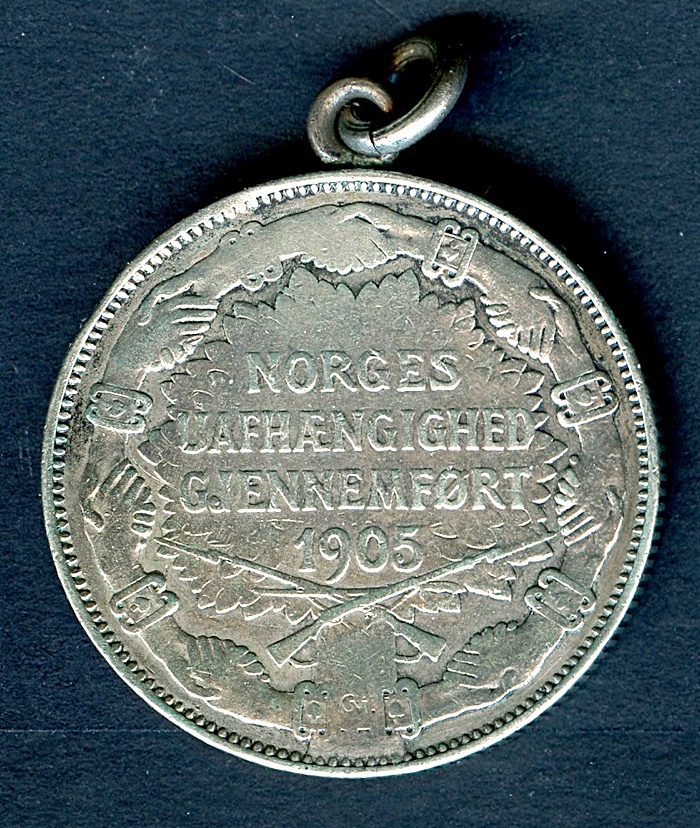 NORGES
UAFHÆNGIGHED
GJENNEMFØRT
1905